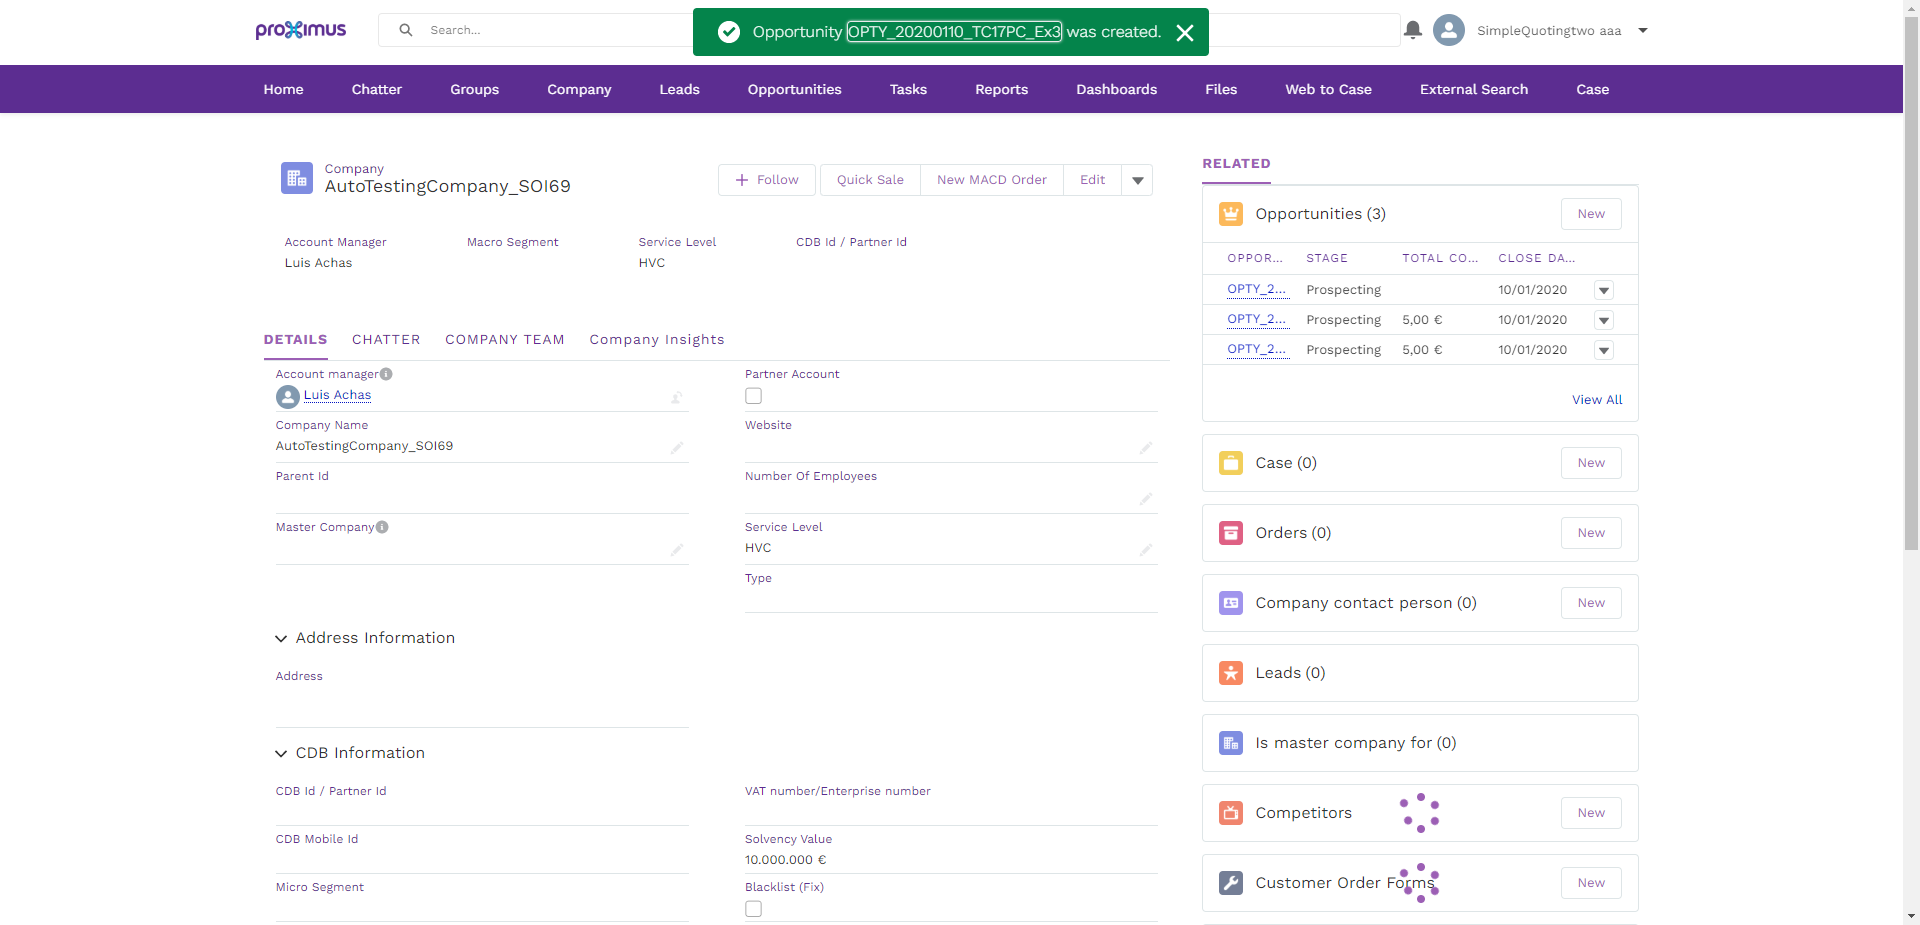 proximus
Search...
Opportunity OPTY_20200110_TC17PC_Ex3 was created.
SimpleQuotingtwo aaa
Home Chatter Groups Company Leads Opportunities Tasks Reports Dashboards Files Web to Case External Search Case
Company
AutoTestingCompany_SOI69
Follow Quick Sale New MACD Order Edit
Account Manager Macro Segment Service Level CDB Id / Partner Id
Luis Achas HVC
DETAILS CHATTER COMPANY TEAM Company Insights
Account manager Partner Account
Luis Achas
Company Name Website
AutoTestingCompany_SOI69
Parent Id Number Of Employees
Master Company Service Level
HVC
Type
Address Information
Address
CDB Information
CDB Id / Partner Id VAT number/Enterprise number
CDB Mobile Id Solvency Value
10.000.000 €
Micro Segment Blacklist (Fix)
RELATED
Opportunities (3) New
OPPOR... STAGE TOTAL CO... CLOSE DA...
OPTY_2... Prospecting 10/01/2020
OPTY_2... Prospecting 5,00 € 10/01/2020
OPTY_2... Prospecting 5,00 € 10/01/2020
View All
Case (0) New
Orders (0) New
Company contact person (0) New
Leads (0)
Is master company for (0)
Competitors New
Customer Order Forms New